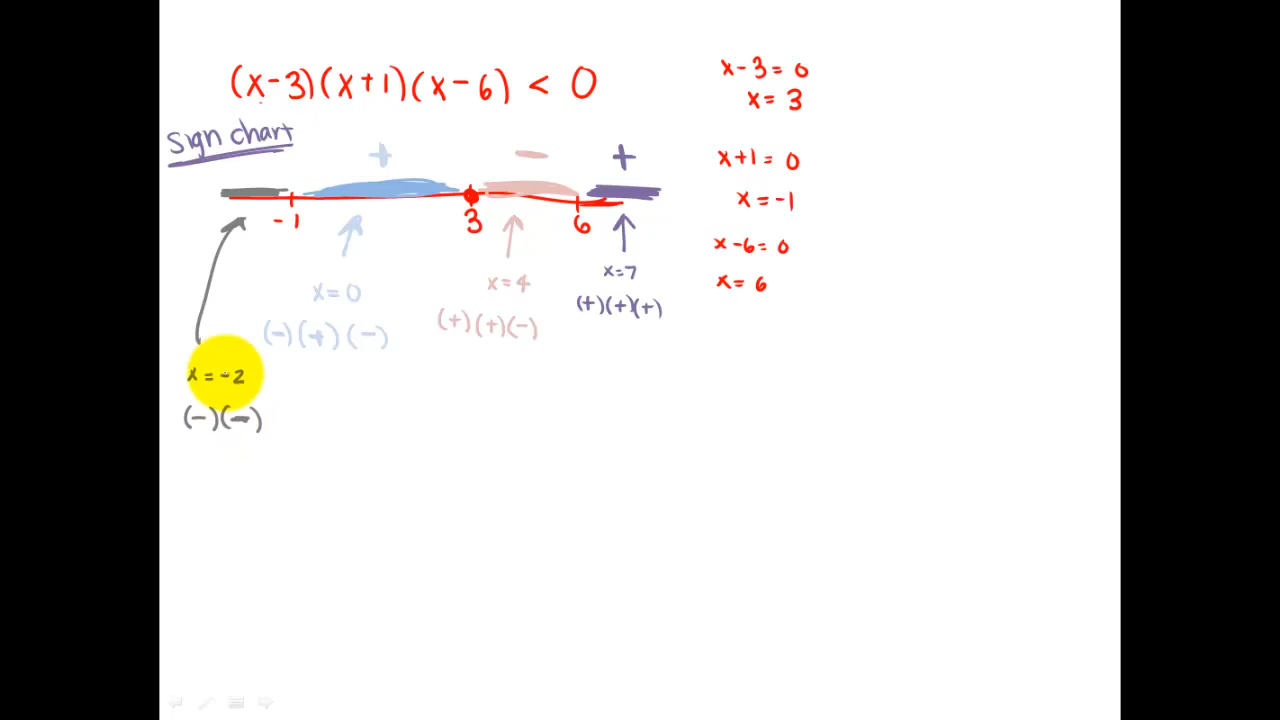 (x-3)(x+1)(x-6) < 0
sign chart
+ - +
-1 3 6
x=0
(-)(+)(-)
x=4
(+)(+)(-)
x=7
(+)(+)(+)
x=-2
(-)(-)
x-3=0
x=3
x+1=0
x=-1
x-6=0
x=6